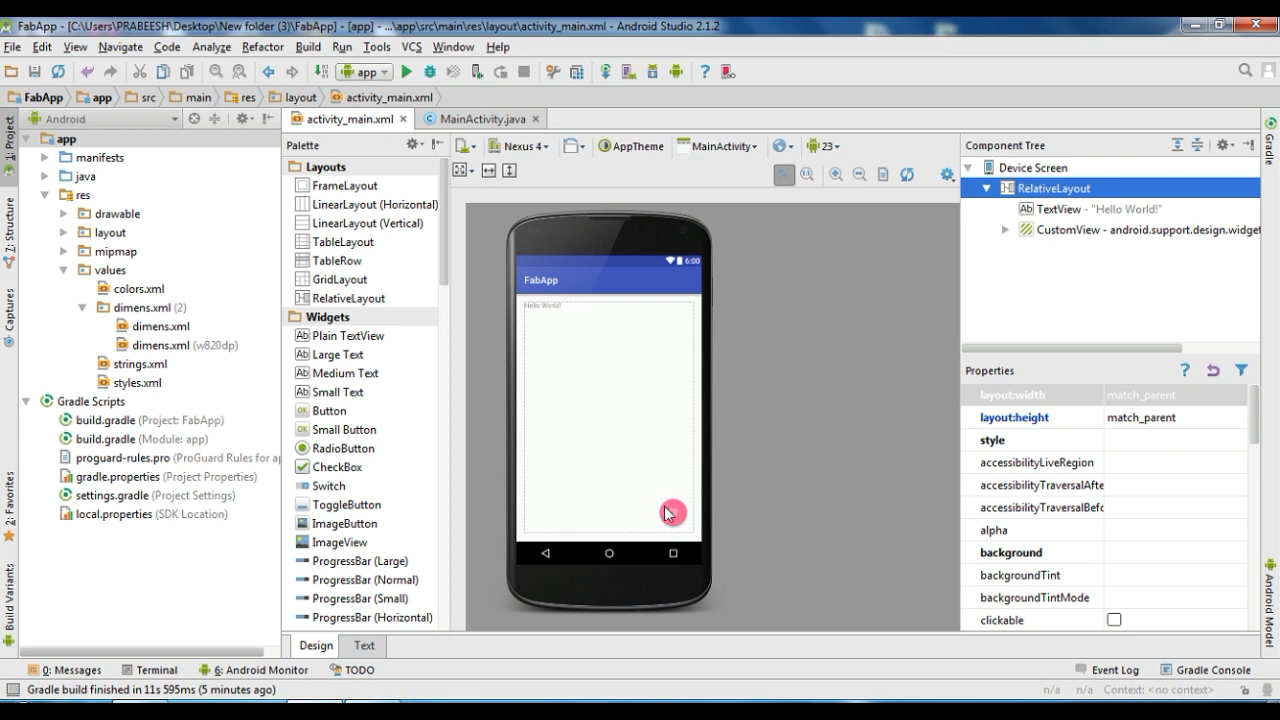 FabApp - [C:\Users\PRABEESH\Desktop\New folder (3)\FabApp] - [app] - ...\app\src\main\res\layout\activity_main.xml - Android Studio 2.1.2
File Edit View Navigate Code Analyze Refactor Build Run Tools VCS Window Help
app
FabApp app src main res layout activity_main.xml
Android
activity_main.xml
MainActivity.java
1: Project
Z: Structure
Captures
2: Favorites
Build Variants
app
manifests
java
res
drawable
layout
mipmap
values
colors.xml
dimens.xml (2)
dimens.xml
dimens.xml (w820dp)
strings.xml
styles.xml
Gradle Scripts
build.gradle (Project: FabApp)
build.gradle (Module: app)
proguard-rules.pro (ProGuard Rules for ap
gradle.properties (Project Properties)
settings.gradle (Project Settings)
local.properties (SDK Location)
Palette
Layouts
FrameLayout
LinearLayout (Horizontal)
LinearLayout (Vertical)
TableLayout
TableRow
GridLayout
RelativeLayout
Widgets
Ab Plain TextView
Ab Large Text
Ab Medium Text
Ab Small Text
OK Button
OK Small Button
RadioButton
CheckBox
Switch
ToggleButton
ImageButton
ImageView
ProgressBar (Large)
ProgressBar (Normal)
ProgressBar (Small)
ProgressBar (Horizontal)
Nexus 4 AppTheme MainActivity 23
6:00
FabApp
Hello World!
Design Text
Component Tree
Device Screen
RelativeLayout
Ab TextView - "Hello World!"
CustomView - android.support.design.widget
Properties
layout:width match_parent
layout:height match_parent
style
accessibilityLiveRegion
accessibilityTraversalAfte
accessibilityTraversalBefo
alpha
background
backgroundTint
backgroundTintMode
clickable
Gradle
Android Model
0: Messages Terminal 6: Android Monitor TODO Event Log Gradle Console
Gradle build finished in 11s 595ms (5 minutes ago) n/a n/a Context: <no context>